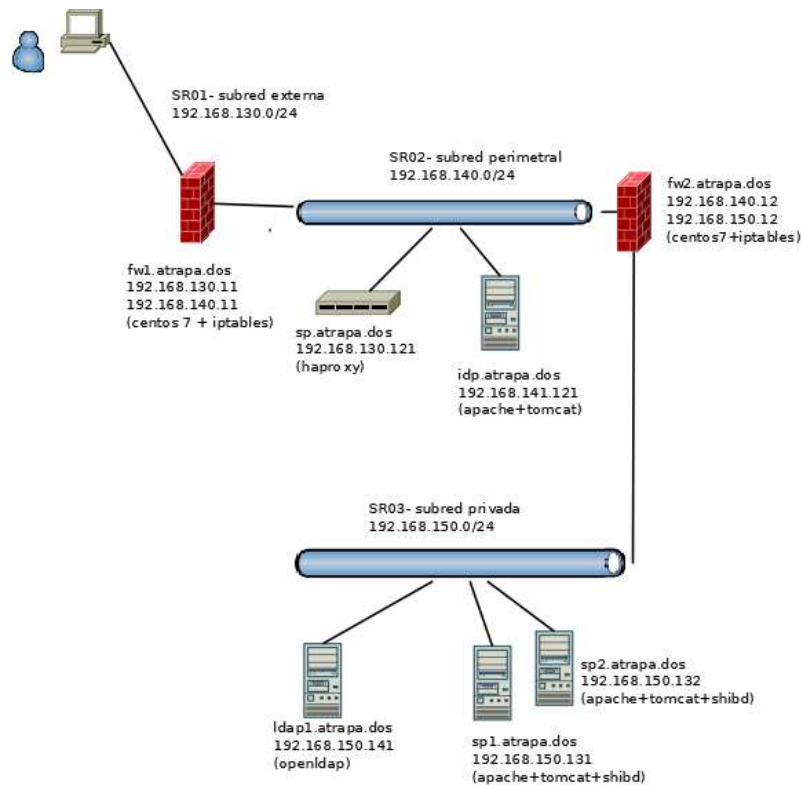 SR01- subred externa
192.168.130.0/24
SR02- subred perimetral
192.168.140.0/24
fw2.atrapa.dos
192.168.140.12
192.168.150.12
(centos7+iptables)
fw1.atrapa.dos
192.168.130.11
192.168.140.11
(centos 7 + iptables)
sp.atrapa.dos
192.168.130.121
(haproxy)
idp.atrapa.dos
192.168.141.121
(apache+tomcat)
SR03- subred privada
192.168.150.0/24
sp2.atrapa.dos
192.168.150.132
(apache+tomcat+shibd)
ldap1.atrapa.dos
192.168.150.141
(openldap)
sp1.atrapa.dos
192.168.150.131
(apache+tomcat+shibd)